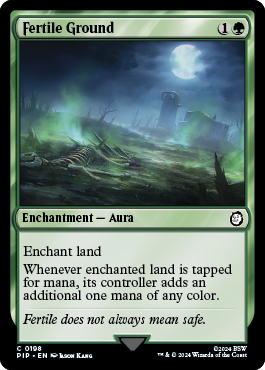 Fertile Ground 1
Enchantment — Aura
Enchant land
Whenever enchanted land is tapped
for mana, its controller adds an
additional one mana of any color.
Fertile does not always mean safe.
C 0198 ©2024 BSW
PIP • EN Jason Kang ™ & © 2024 Wizards of the Coast